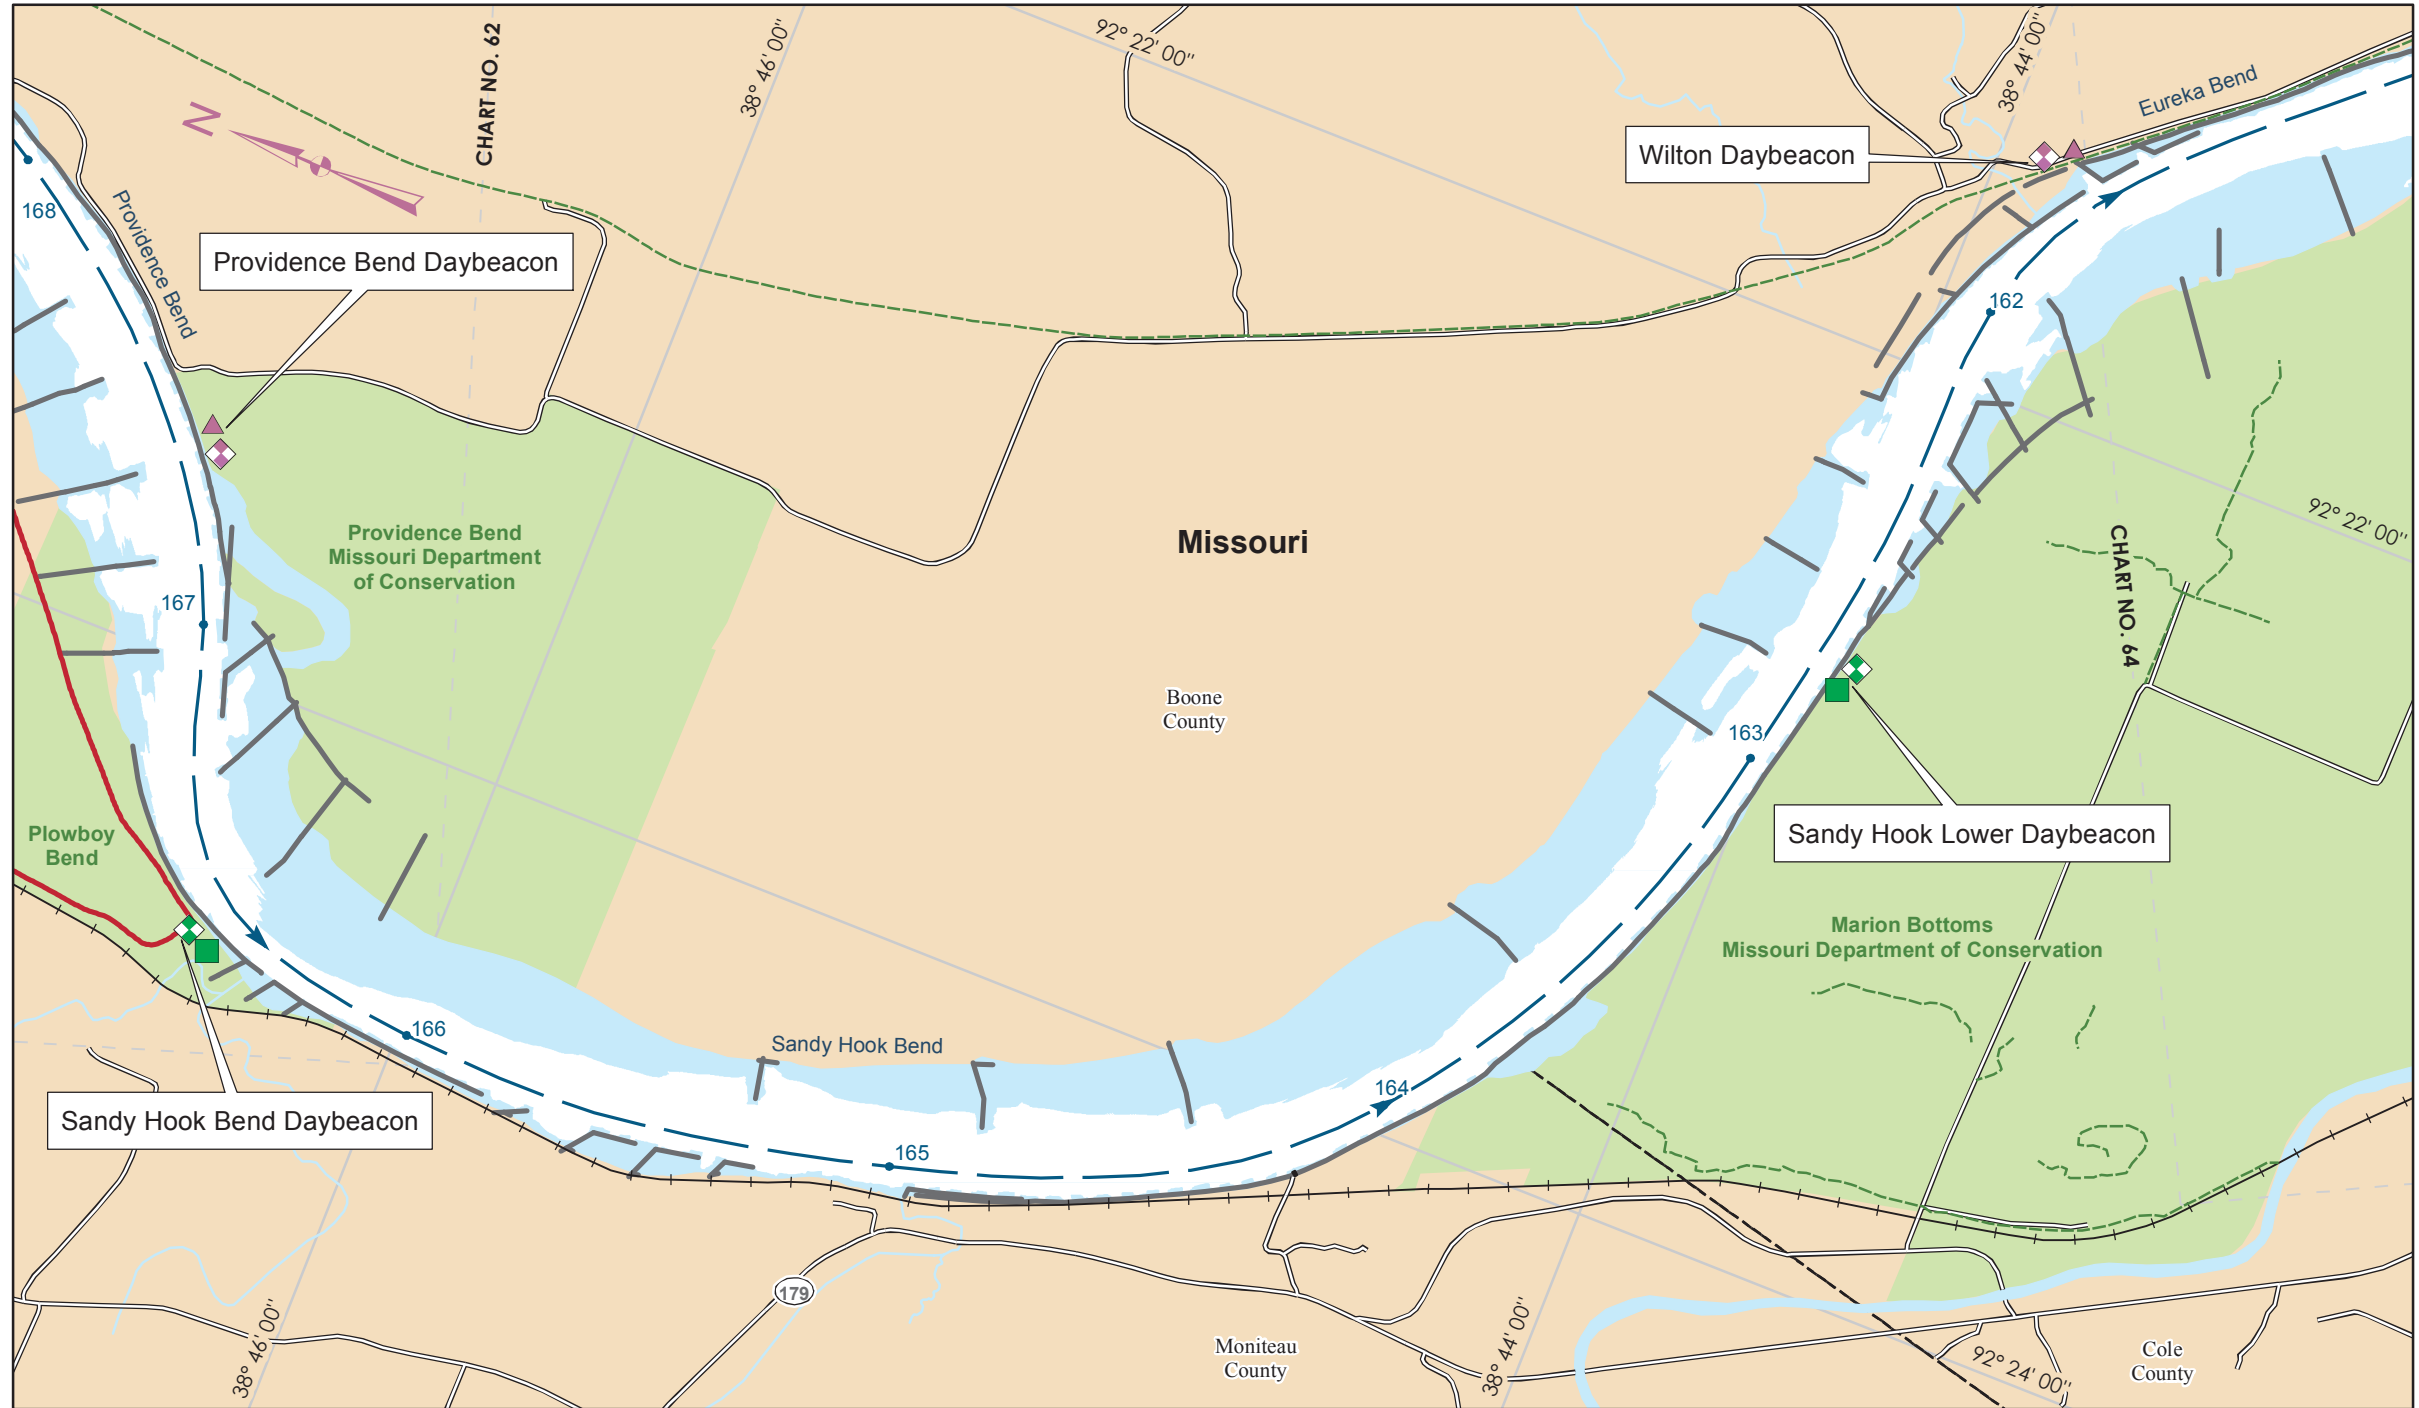 CHART NO. 62
38° 46' 00"
92° 22' 00"
38° 44' 00"
Eureka Bend
N
Wilton Daybeacon
168
Providence Bend
Providence Bend Daybeacon
162
Providence Bend
Missouri Department
of Conservation
Missouri
92° 22' 00"
CHART NO. 64
167
Boone
County
163
Plowboy
Bend
Sandy Hook Lower Daybeacon
Marion Bottoms
Missouri Department of Conservation
166
Sandy Hook Bend
164
Sandy Hook Bend Daybeacon
165
179
38° 46' 00"
Moniteau
County
38° 44' 00"
92° 24' 00"
Cole
County